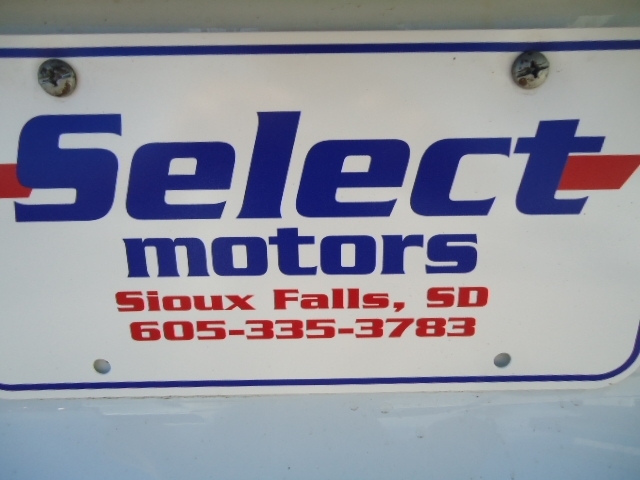 Select
motors
Sioux Falls, SD
605-335-3783